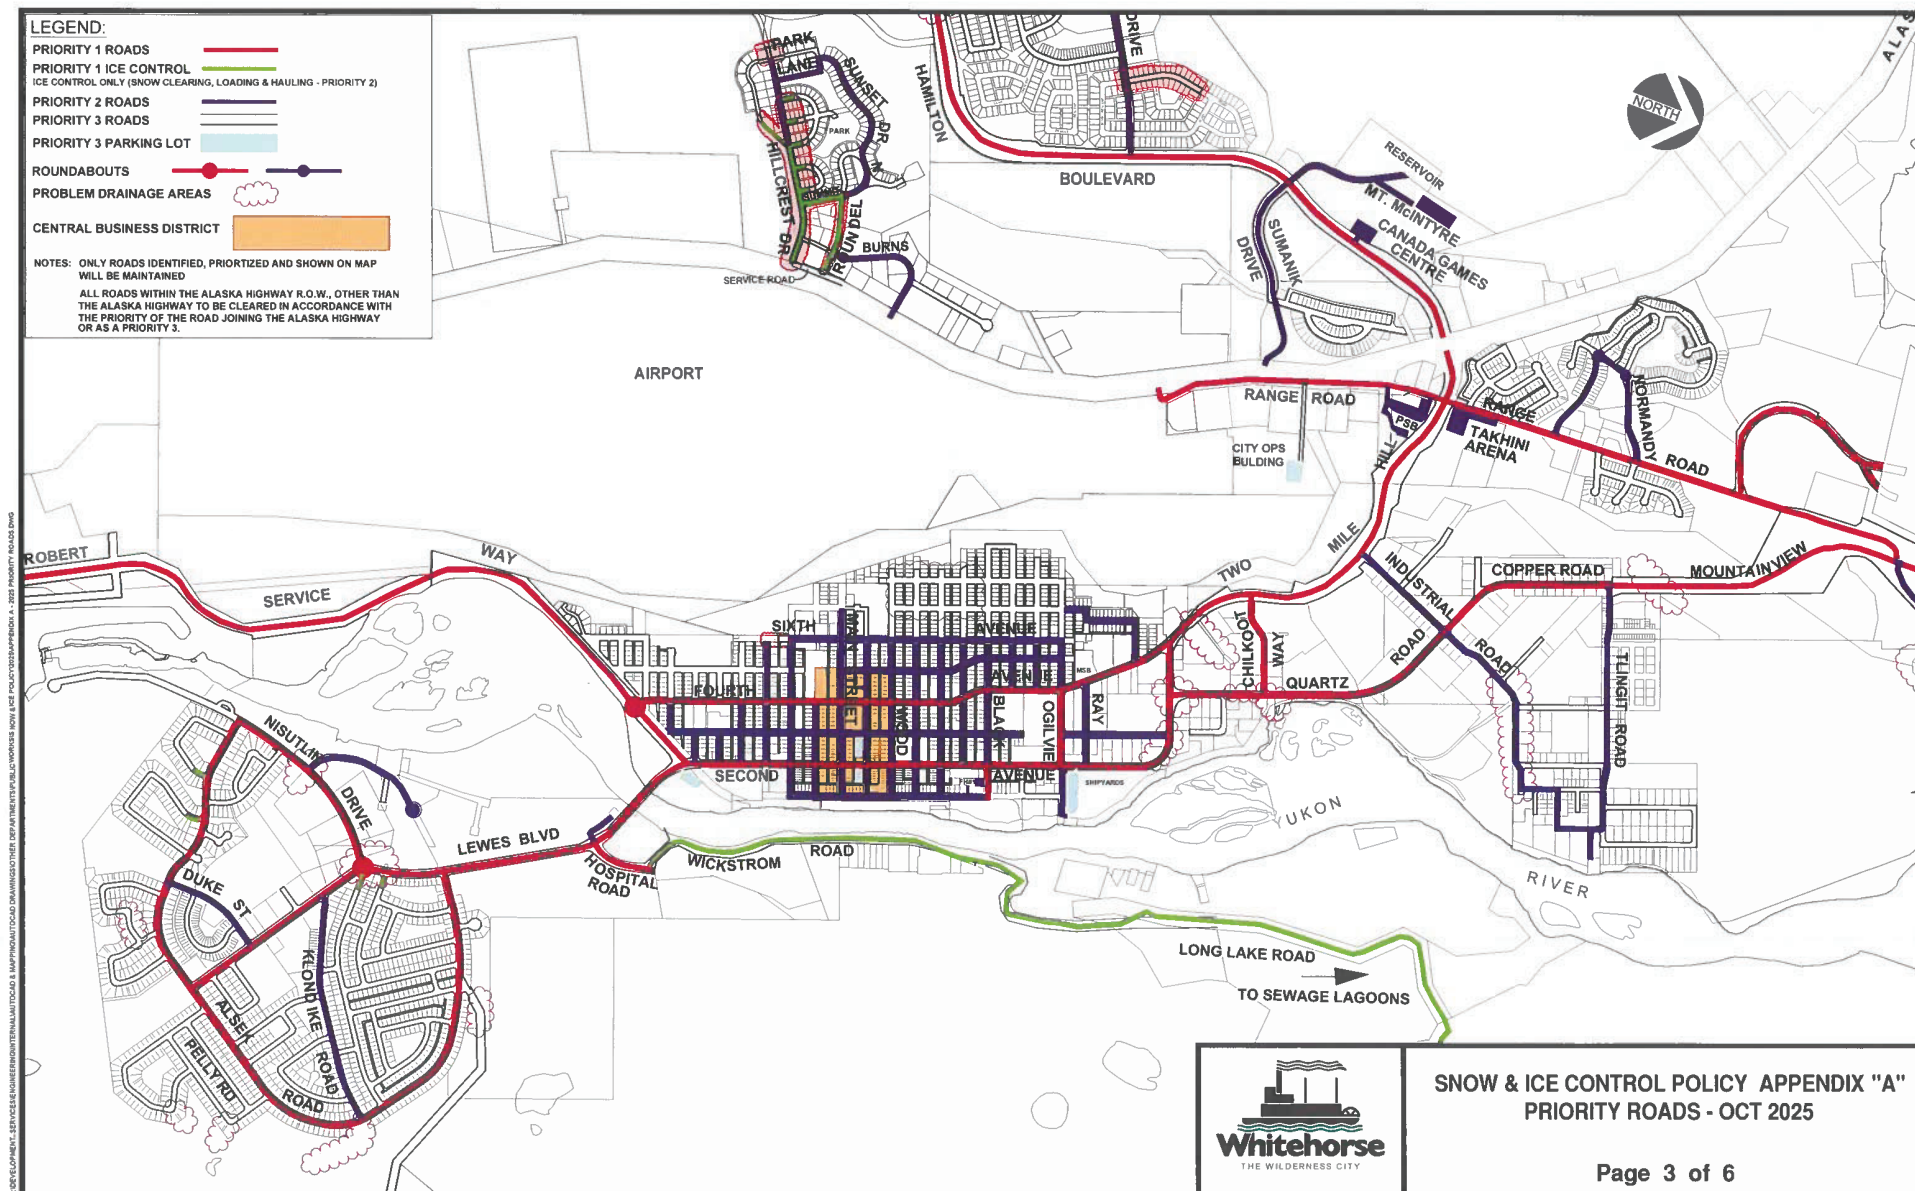 LEGEND:
PRIORITY 1 ROADS
PRIORITY 1 ICE CONTROL
ICE CONTROL ONLY (SNOW CLEARING, LOADING & HAULING - PRIORITY 2)
PRIORITY 2 ROADS
PRIORITY 3 ROADS
PRIORITY 3 PARKING LOT
ROUNDABOUTS
PROBLEM DRAINAGE AREAS
CENTRAL BUSINESS DISTRICT
NOTES: ONLY ROADS IDENTIFIED, PRIORTIZED AND SHOWN ON MAP
WILL BE MAINTAINED
ALL ROADS WITHIN THE ALASKA HIGHWAY R.O.W., OTHER THAN
THE ALASKA HIGHWAY TO BE CLEARED IN ACCORDANCE WITH
THE PRIORITY OF THE ROAD JOINING THE ALASKA HIGHWAY
OR AS A PRIORITY 3.
PARK
LANE
SUNSET
DR N
PARK
HILLCREST DR
ROUNDEL
BURNS
SERVICE ROAD
HAMILTON
BOULEVARD
DRIVE
ALAS
NORTH
RESERVOIR
MT. McINTYRE
CANADA GAMES
CENTRE
SUMANIK
DRIVE
AIRPORT
RANGE ROAD
PSB
CITY OPS
BUILDING
HILL
RANGE
ROAD
TAKHINI
ARENA
NORMANDY
ROBERT
SERVICE
WAY
TWO
MILE
INDUSTRIAL
ROAD
COPPER ROAD
MOUNTAINVIEW
SIXTH
AVENUE
MAIN STREET
FOURTH
AVENUE
MSB
WOOD
BLACK
OGILVIE
RAY
CHILKOOT
WAY
QUARTZ
ROAD
TLINGIT ROAD
SECOND
AVENUE
SHIPYARDS
YUKON
RIVER
NISUTLIN
DRIVE
LEWES BLVD
HOSPITAL
ROAD
WICKSTROM
ROAD
DUKE
ST
KLONDIKE
ROAD
ALSEK
ROAD
PELLY RD
LONG LAKE ROAD
TO SEWAGE LAGOONS
Whitehorse
THE WILDERNESS CITY
SNOW & ICE CONTROL POLICY APPENDIX "A"
PRIORITY ROADS - OCT 2025
Page 3 of 6